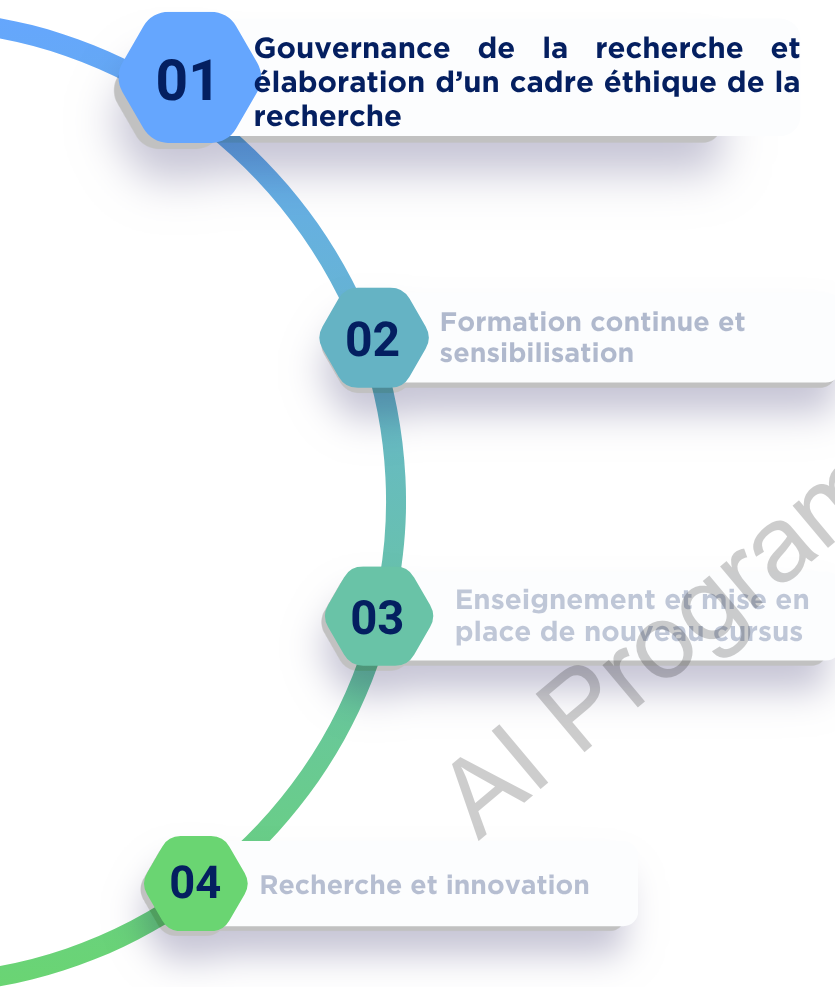 01
Gouvernance de la recherche et
élaboration d’un cadre éthique de la
recherche
02
Formation continue et
sensibilisation
03
Enseignement et mise en
place de nouveau cursus
AI
04
Recherche et innovation